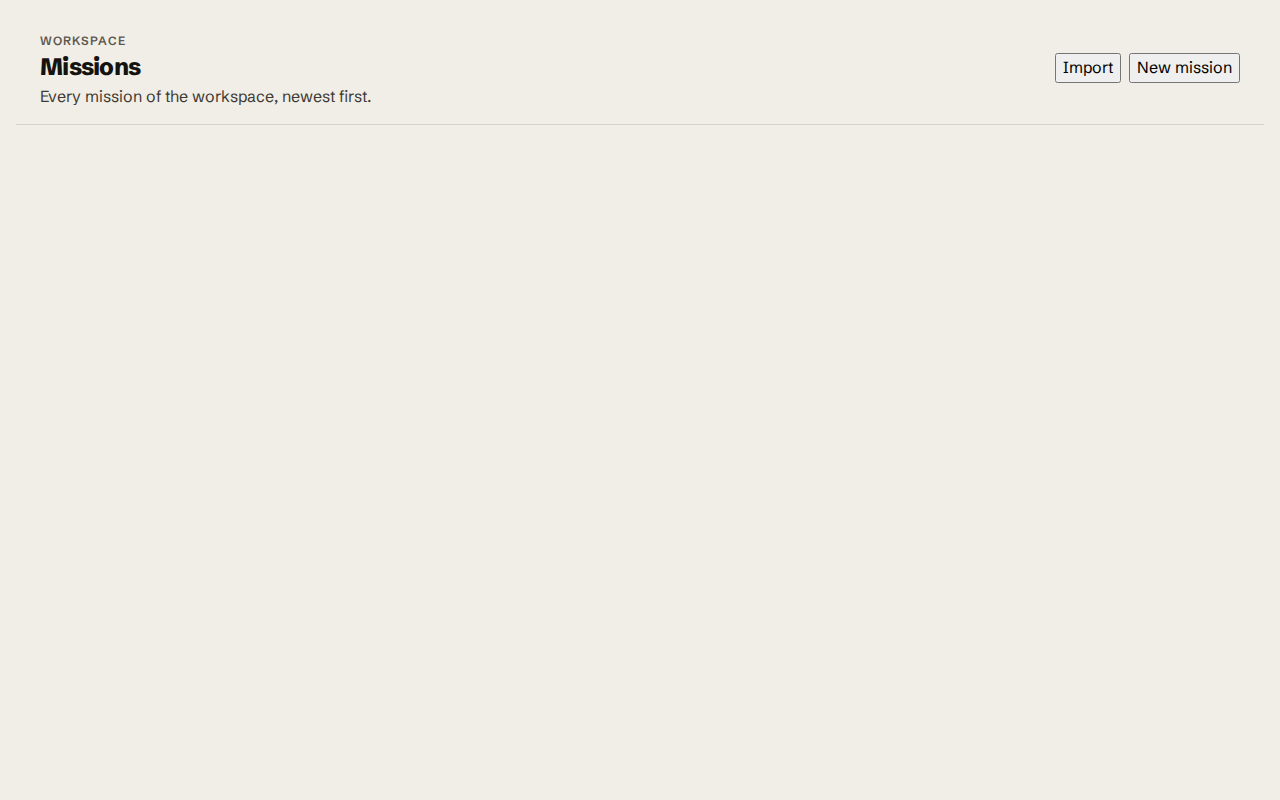 WORKSPACE
Missions
Every mission of the workspace, newest first.
Import
New mission